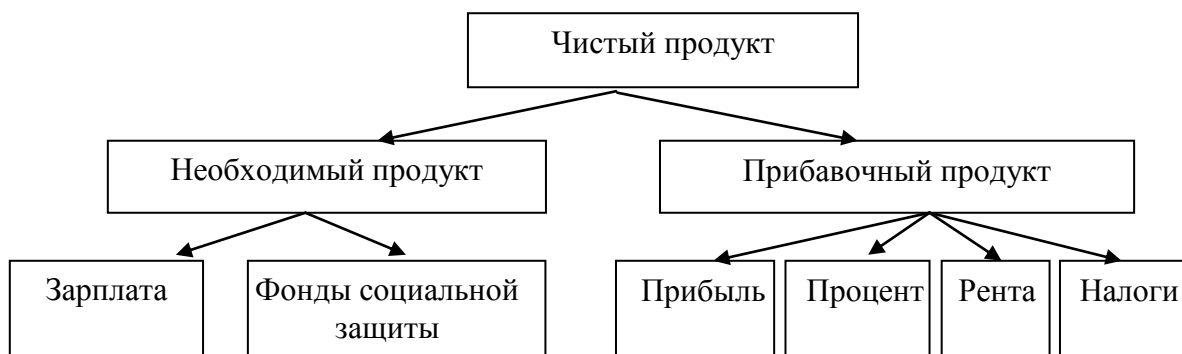 Чистый продукт
Необходимый продукт
Прибавочный продукт
Зарплата
Фонды социальной
защиты
Прибыль
Процент
Рента
Налоги